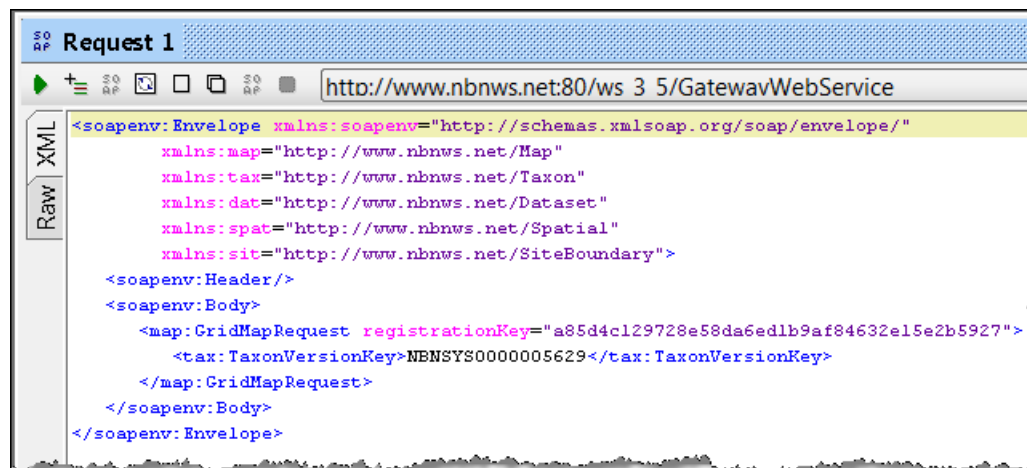 SO AP Request 1
http://www.nbnws.net:80/ws_3_5/GatewayWebService
XML
Raw
<soapenv:Envelope xmlns:soapenv="http://schemas.xmlsoap.org/soap/envelope/"
xmlns:map="http://www.nbnws.net/Map"
xmlns:tax="http://www.nbnws.net/Taxon"
xmlns:dat="http://www.nbnws.net/Dataset"
xmlns:spat="http://www.nbnws.net/Spatial"
xmlns:sit="http://www.nbnws.net/SiteBoundary">
<soapenv:Header/>
<soapenv:Body>
<map:GridMapRequest registrationKey="a85d4c129728e58da6ed1b9af84632e15e2b5927">
<tax:TaxonVersionKey>NBNSYS0000005629</tax:TaxonVersionKey>
</map:GridMapRequest>
</soapenv:Body>
</soapenv:Envelope>